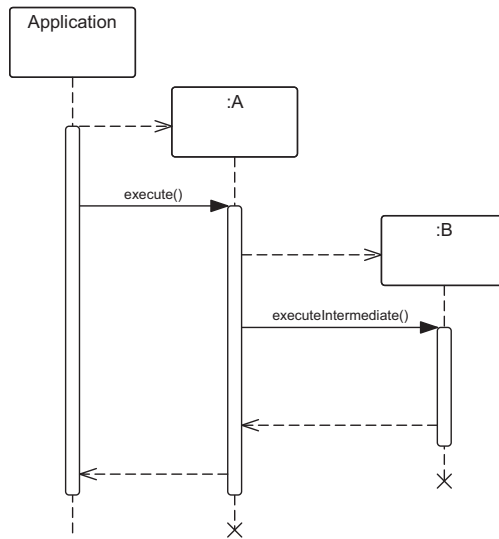 Application
:A
execute()
:B
executeIntermediate()